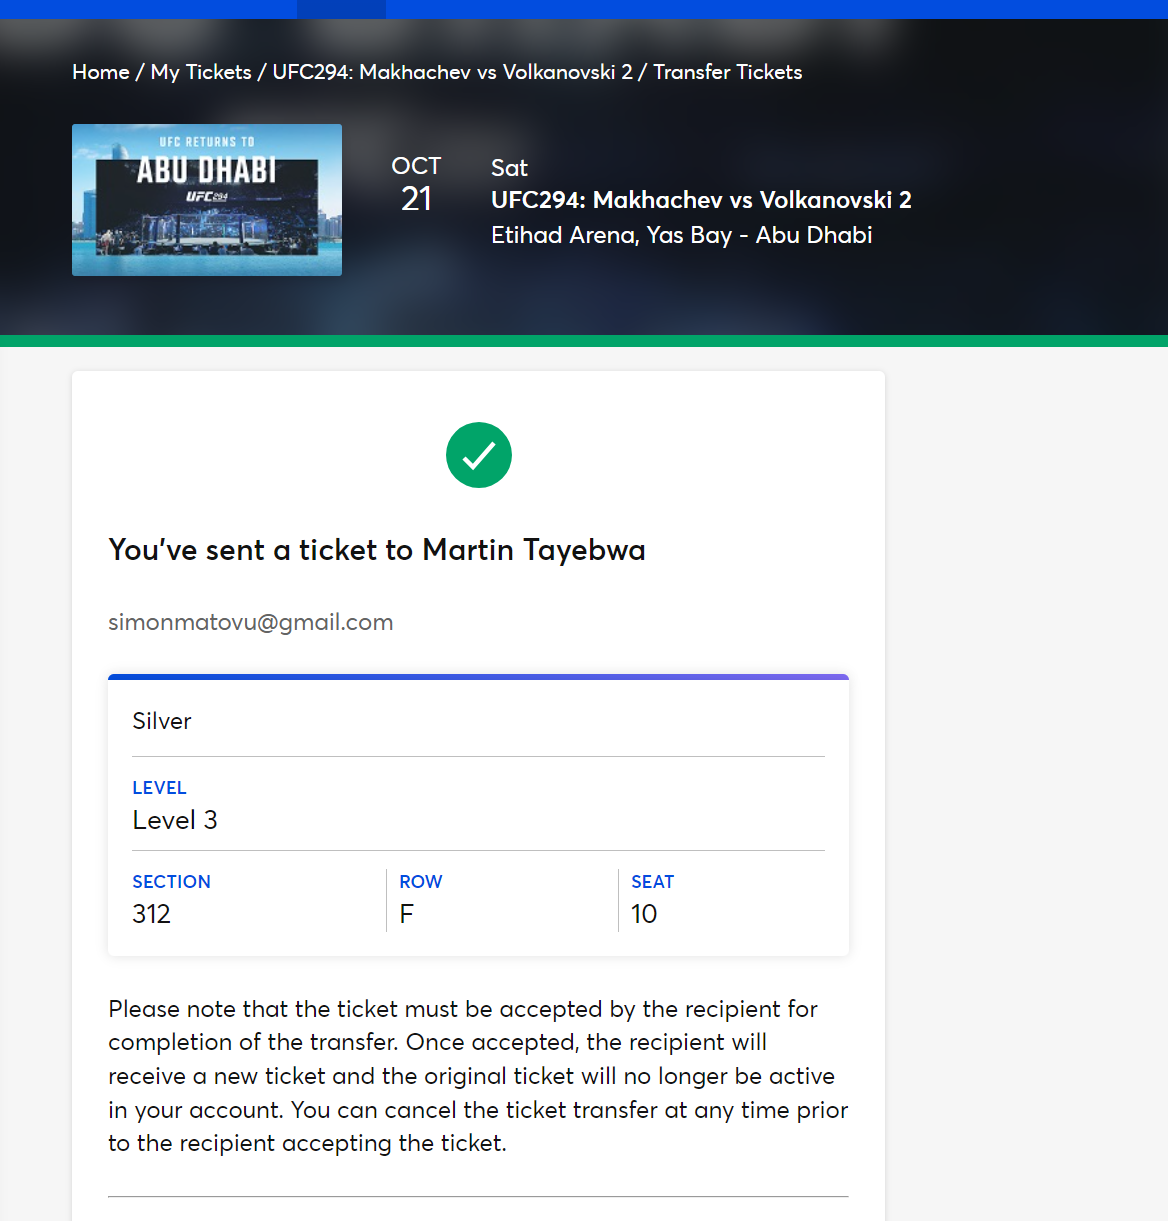 Home / My Tickets / UFC294: Makhachev vs Volkanovski 2 / Transfer Tickets
UFC RETURNS TO
ABU DHABI
UFC294
OCT
21
Sat
UFC294: Makhachev vs Volkanovski 2
Etihad Arena, Yas Bay - Abu Dhabi
You've sent a ticket to Martin Tayebwa
simonmatovu@gmail.com
Silver
LEVEL
Level 3
SECTION ROW SEAT
312 F 10
Please note that the ticket must be accepted by the recipient for
completion of the transfer. Once accepted, the recipient will
receive a new ticket and the original ticket will no longer be active
in your account. You can cancel the ticket transfer at any time prior
to the recipient accepting the ticket.